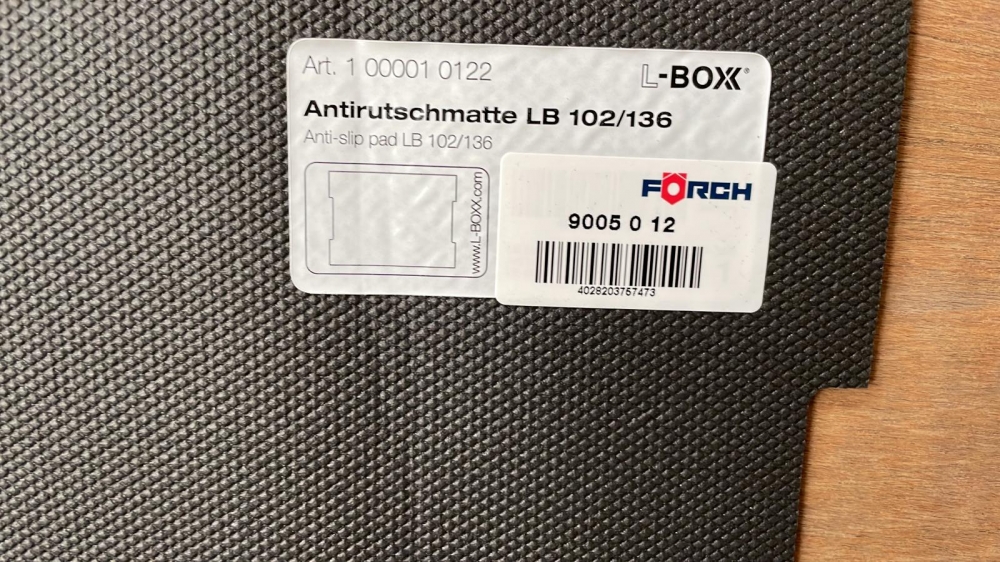 Art. 1 00001 0122
L-BOXX®
Antirutschmatte LB 102/136
Anti-slip pad LB 102/136
www.L-BOXX.com
FÖRCH
9005 0 12
4028203757473